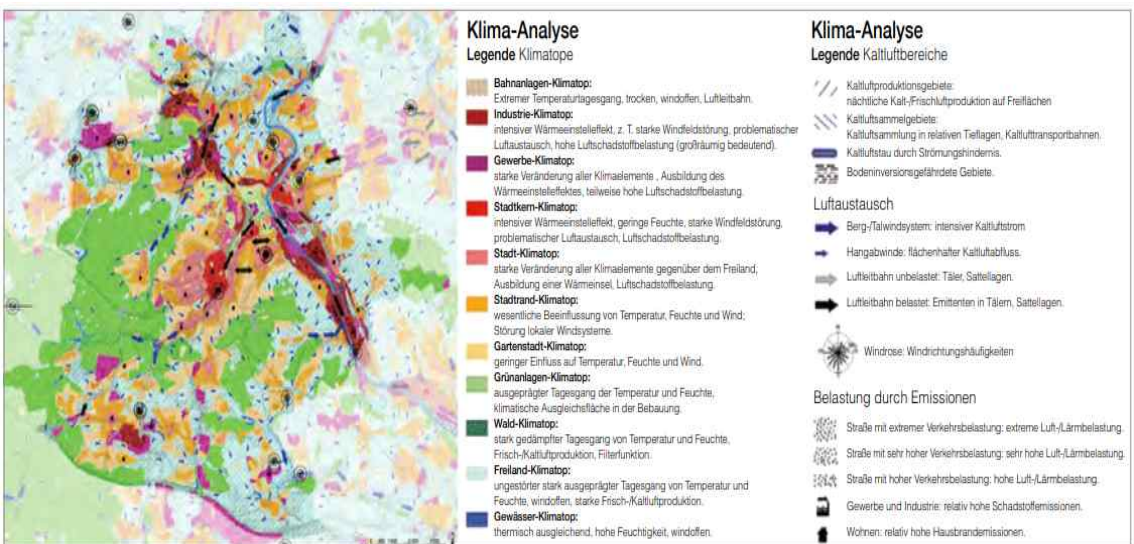 Klima-Analyse
Legende Klimatope
Bahnanlagen-Klimatop:
Extremer Temperaturtagesgang, trocken, windoffen, Luftleitbahn.
Industrie-Klimatop:
intensiver Wärmeeinstelleffekt, z. T. starke Windfeldstörung, problematischer
Luftaustausch, hohe Luftschadstoffbelastung (großräumig bedeutend).
Gewerbe-Klimatop:
starke Veränderung aller Klimaelemente , Ausbildung des
Wärmeeinstelleffektes, teilweise hohe Luftschadstoffbelastung.
Stadtkern-Klimatop:
intensiver Wärmeeinstelleffekt, geringe Feuchte, starke Windfeldstörung,
problematischer Luftaustausch, Luftschadstoffbelastung.
Stadt-Klimatop:
starke Veränderung aller Klimaelemente gegenüber dem Freiland,
Ausbildung einer Wärmeinsel, Luftschadstoffbelastung.
Stadtrand-Klimatop:
wesentliche Beeinflussung von Temperatur, Feuchte und Wind;
Störung lokaler Windsysteme.
Gartenstadt-Klimatop:
geringer Einfluss auf Temperatur, Feuchte und Wind.
Grünanlagen-Klimatop:
ausgeprägter Tagesgang der Temperatur und Feuchte,
klimatische Ausgleichsfläche in der Bebauung.
Wald-Klimatop:
stark gedämpfter Tagesgang von Temperatur und Feuchte,
Frisch-/Kaltluftproduktion, Filterfunktion.
Freiland-Klimatop:
ungestörter stark ausgeprägter Tagesgang von Temperatur und
Feuchte, windoffen, starke Frisch-/Kaltluftproduktion.
Gewässer-Klimatop:
thermisch ausgleichend, hohe Feuchtigkeit, windoffen.
Klima-Analyse
Legende Kaltluftbereiche
Kaltluftproduktionsgebiete:
nächtliche Kalt-/Frischluftproduktion auf Freiflächen
Kaltluftsammelgebiete:
Kaltluftsammlung in relativen Tieflagen, Kaltlufttransportbahnen.
Kaltluftstau durch Strömungshindernis.
Bodeninversionsgefährdete Gebiete.
Luftaustausch
Berg-/Talwindsystem: intensiver Kaltluftstrom
Hangabwinde: flächenhafter Kaltluftabfluss.
Luftleitbahn unbelastet: Täler, Sattellagen.
Luftleitbahn belastet: Emittenten in Tälern, Sattellagen.
Windrose: Windrichtungshäufigkeiten
Belastung durch Emissionen
Straße mit extremer Verkehrsbelastung: extreme Luft-/Lärmbelastung.
Straße mit sehr hoher Verkehrsbelastung: sehr hohe Luft-/Lärmbelastung.
Straße mit hoher Verkehrsbelastung: hohe Luft-/Lärmbelastung.
Gewerbe und Industrie: relativ hohe Schadstoffemissionen.
Wohnen: relativ hohe Hausbrandemissionen.